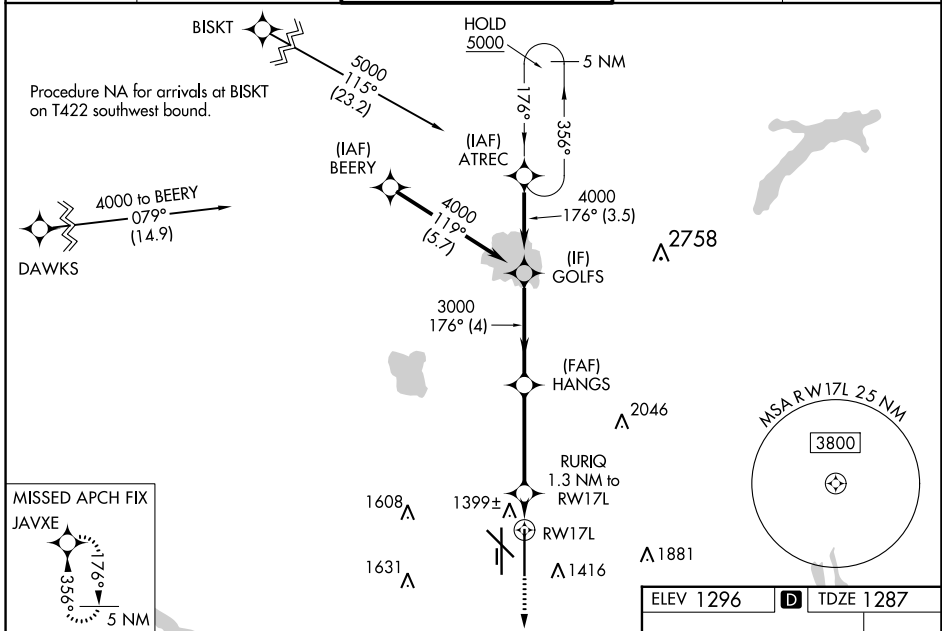 BISKT
HOLD
5000
5 NM
5000
115°
(23.2)
Procedure NA for arrivals at BISKT
on T422 southwest bound.
176°
356°
(IAF)
ATREC
(IAF)
BEERY
4000 to BEERY
079°
(14.9)
DAWKS
4000
176° (3.5)
4000
119°
(5.7)
2758
(IF)
GOLFS
3000
176° (4)
(FAF)
HANGS
2046
MSA RW17L 25 NM
3800
RURIQ
1.3 NM to
RW17L
1608
1399±
RW17L
1881
1631
1416
MISSED APCH FIX
JAVXE
356°
176°
5 NM
ELEV 1296 D TDZE 1287